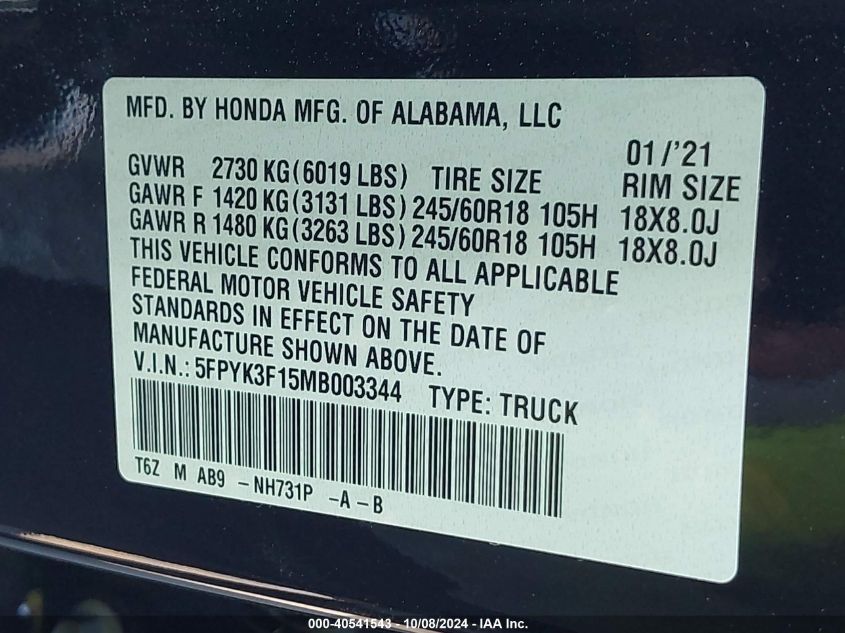 MFD. BY HONDA MFG. OF ALABAMA, LLC
01/'21
GVWR 2730 KG(6019 LBS) TIRE SIZE RIM SIZE
GAWR F 1420 KG(3131 LBS) 245/60R18 105H 18X8.0J
GAWR R 1480 KG(3263 LBS) 245/60R18 105H 18X8.0J
THIS VEHICLE CONFORMS TO ALL APPLICABLE
FEDERAL MOTOR VEHICLE SAFETY
STANDARDS IN EFFECT ON THE DATE OF
MANUFACTURE SHOWN ABOVE.
V.I.N.: 5FPYK3F15MB003344 TYPE: TRUCK
T6Z M AB9 -NH731P -A-B
000-40541543 - 10/08/2024 - IAA Inc.